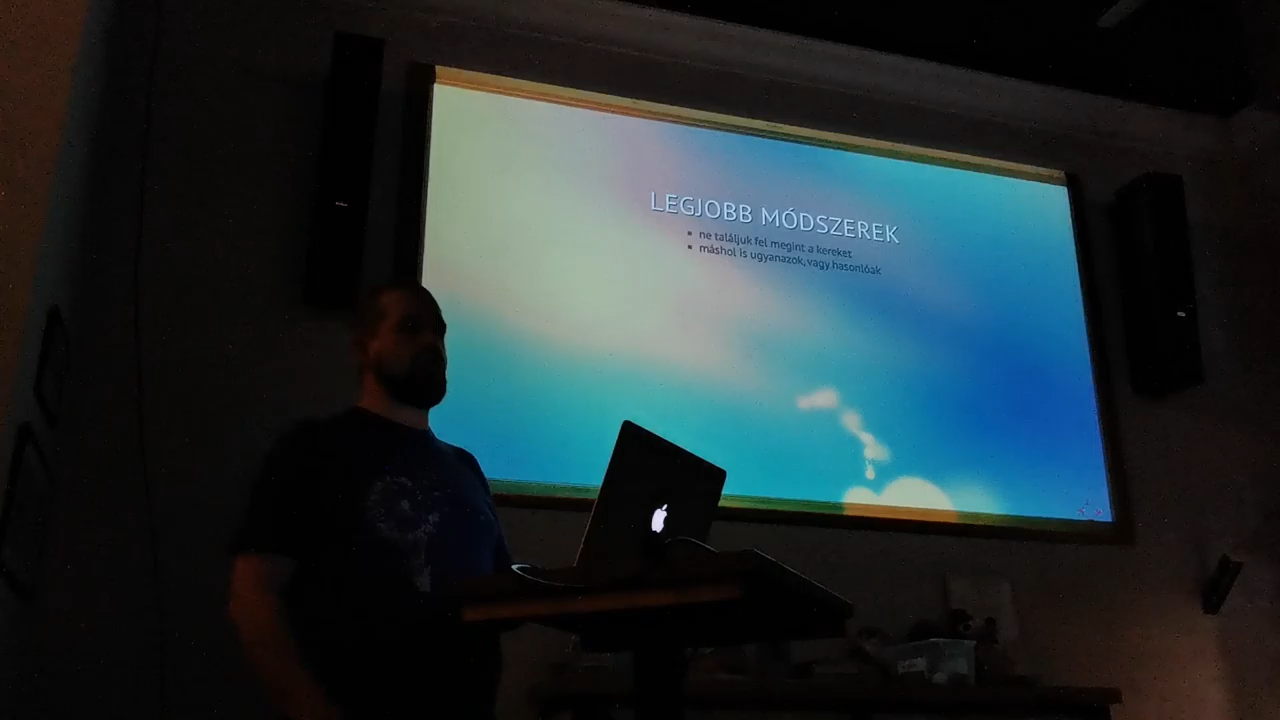 LEGJOBB MÓDSZEREK
ne találjuk fel megint a kereket
máshol is ugyanazok, vagy hasonlóak